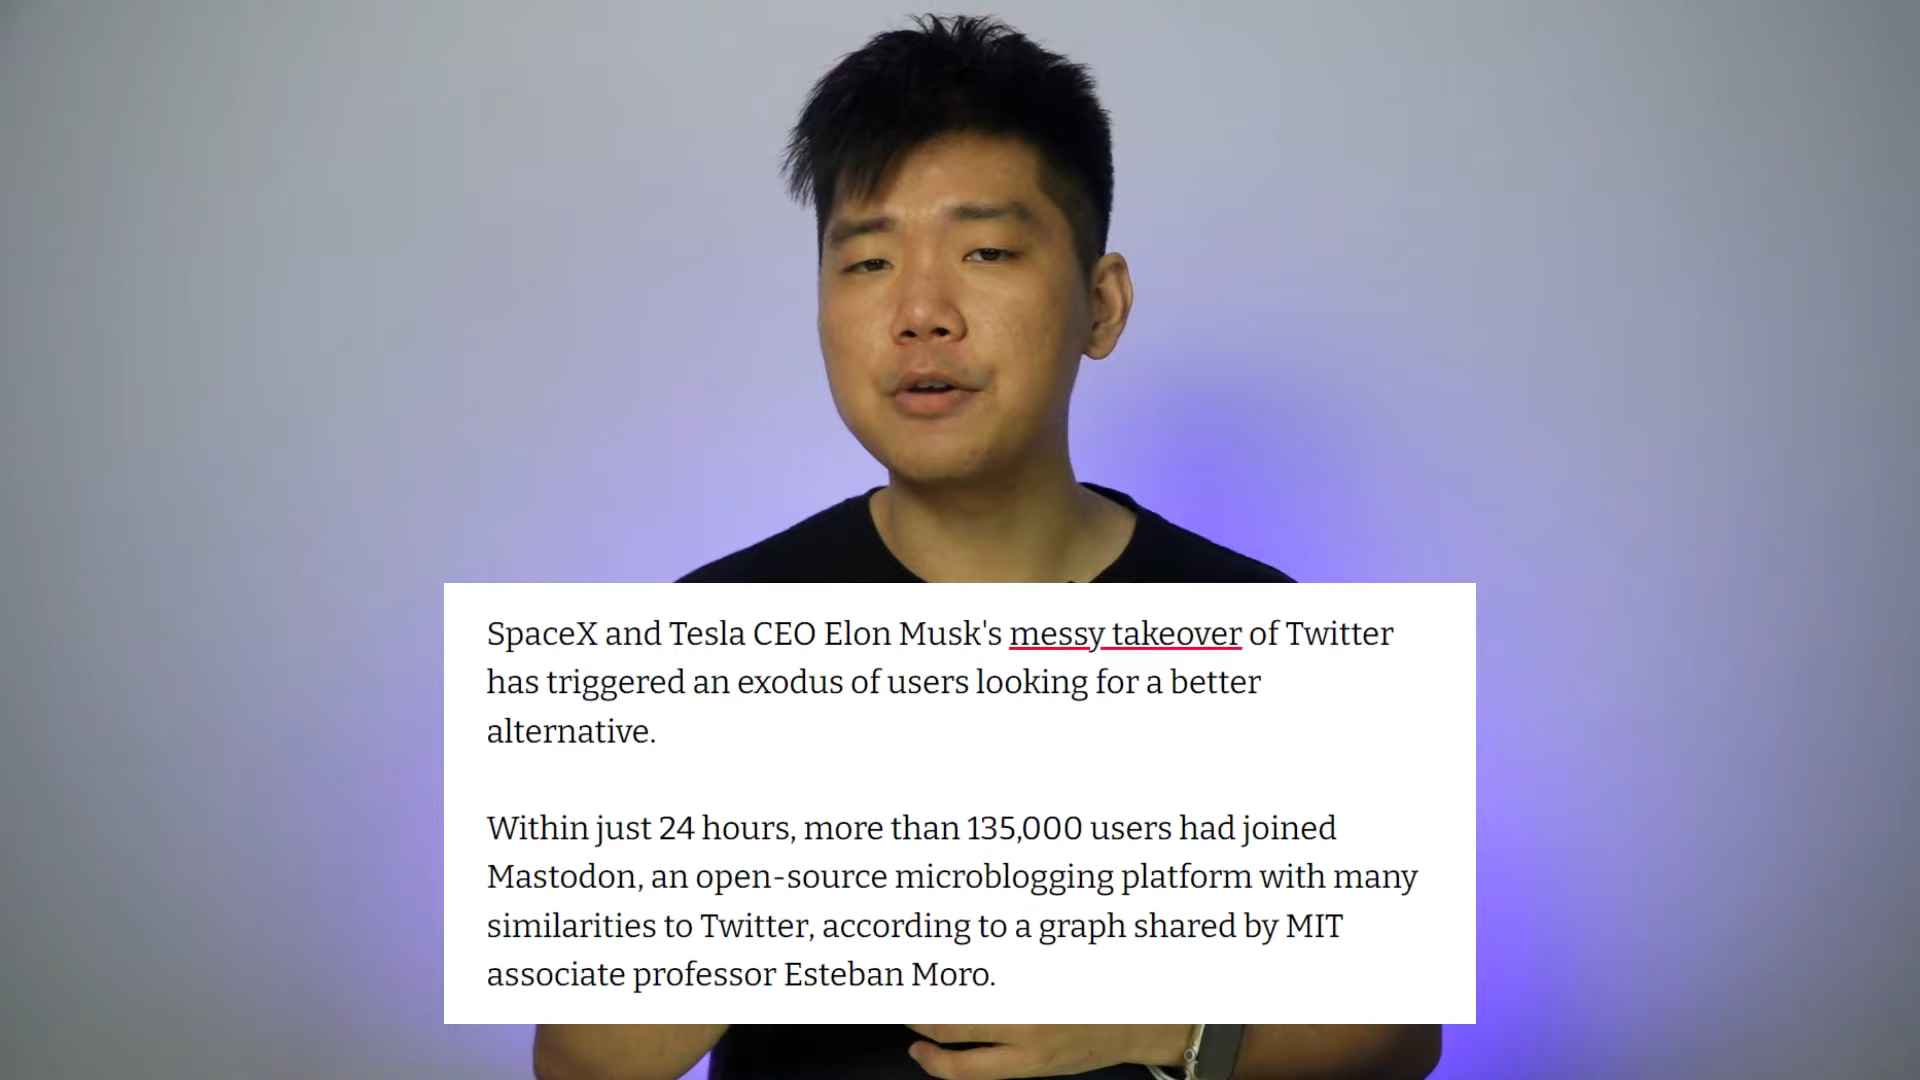 SpaceX and Tesla CEO Elon Musk's messy takeover of Twitter
has triggered an exodus of users looking for a better
alternative.
Within just 24 hours, more than 135,000 users had joined
Mastodon, an open-source microblogging platform with many
similarities to Twitter, according to a graph shared by MIT
associate professor Esteban Moro.